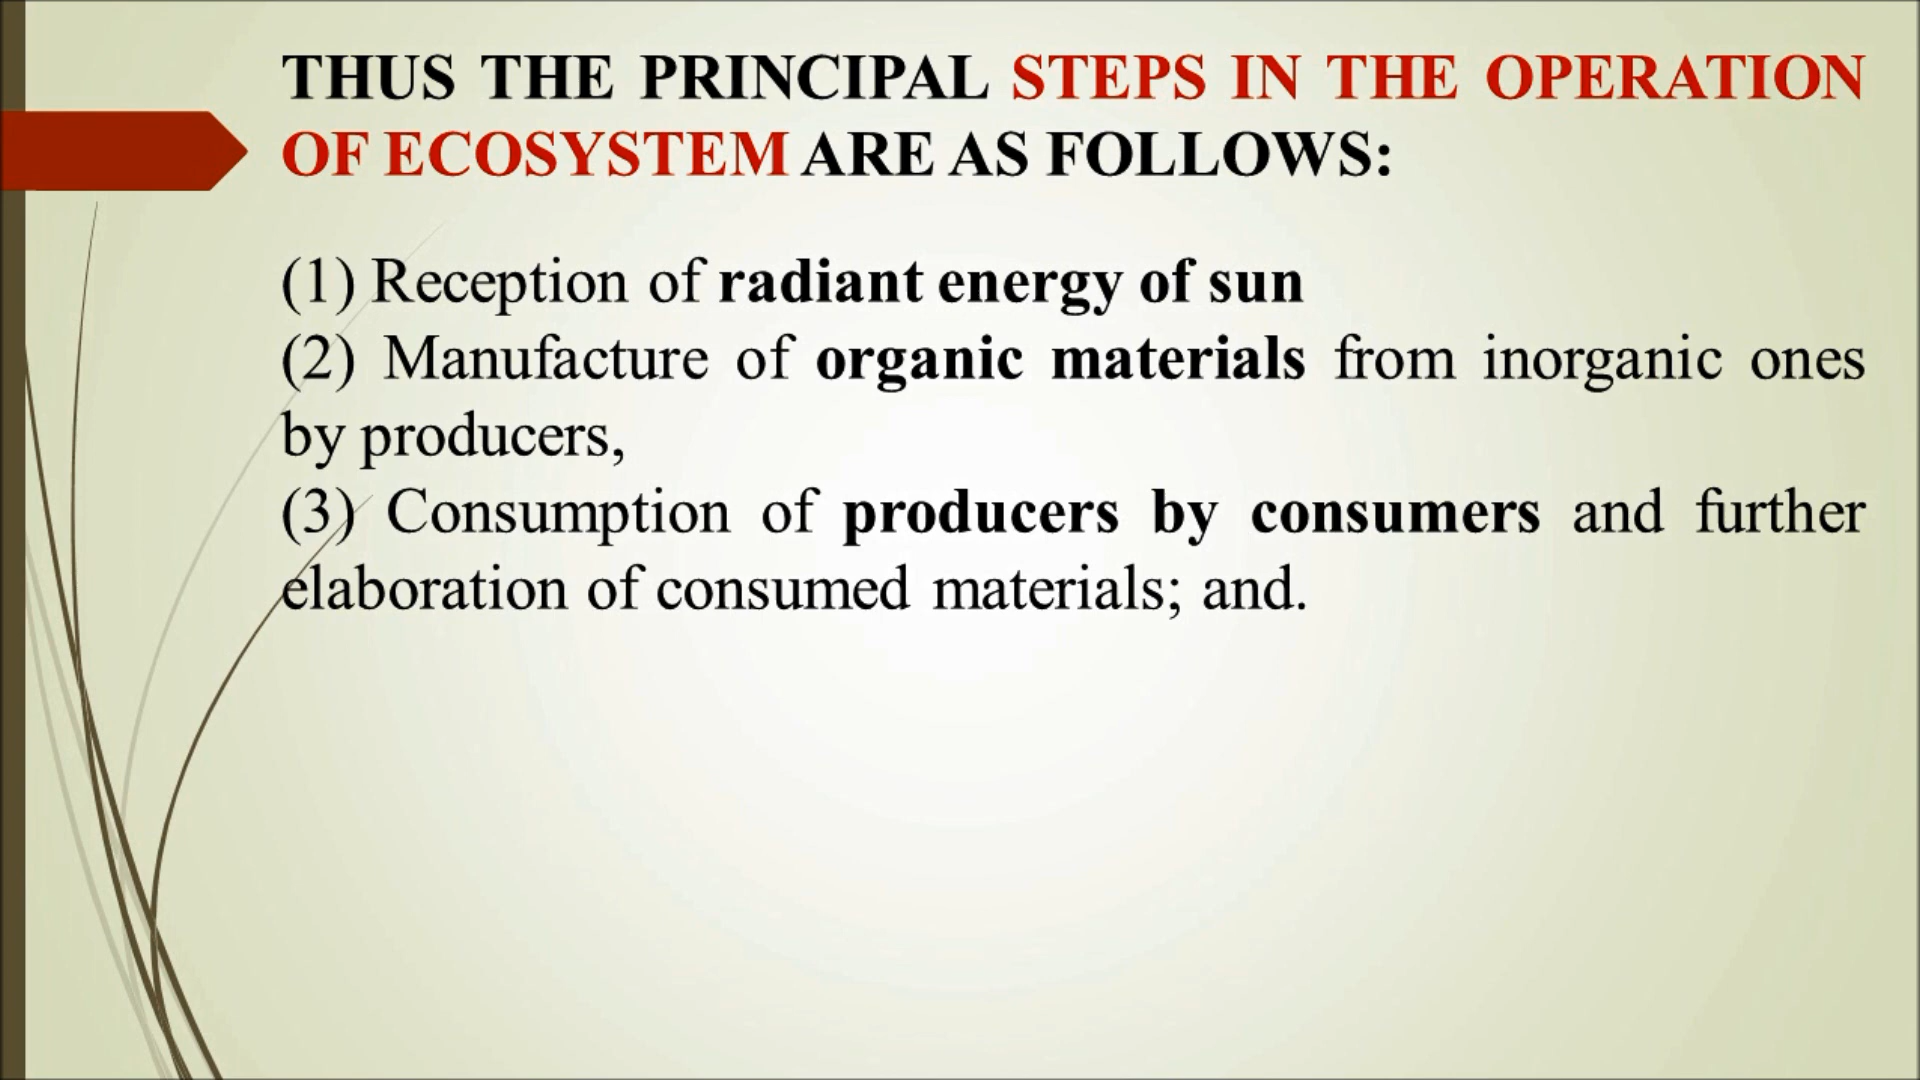 THUS THE PRINCIPAL STEPS IN THE OPERATION
OF ECOSYSTEM ARE AS FOLLOWS:
(1) Reception of radiant energy of sun
(2) Manufacture of organic materials from inorganic ones
by producers,
(3) Consumption of producers by consumers and further
elaboration of consumed materials; and.